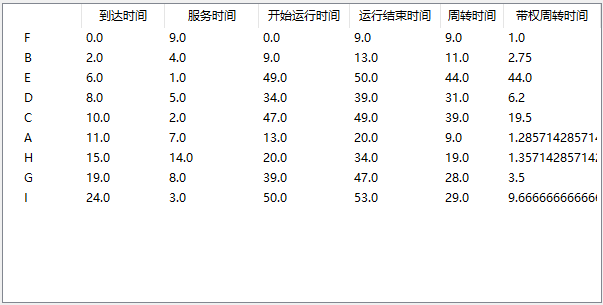 到达时间 服务时间 开始运行时间 运行结束时间 周转时间 带权周转时间
F 0.0 9.0 0.0 9.0 9.0 1.0
B 2.0 4.0 9.0 13.0 11.0 2.75
E 6.0 1.0 49.0 50.0 44.0 44.0
D 8.0 5.0 34.0 39.0 31.0 6.2
C 10.0 2.0 47.0 49.0 39.0 19.5
A 11.0 7.0 13.0 20.0 9.0 1.285714285714
H 15.0 14.0 20.0 34.0 19.0 1.357142857142
G 19.0 8.0 39.0 47.0 28.0 3.5
I 24.0 3.0 50.0 53.0 29.0 9.666666666666